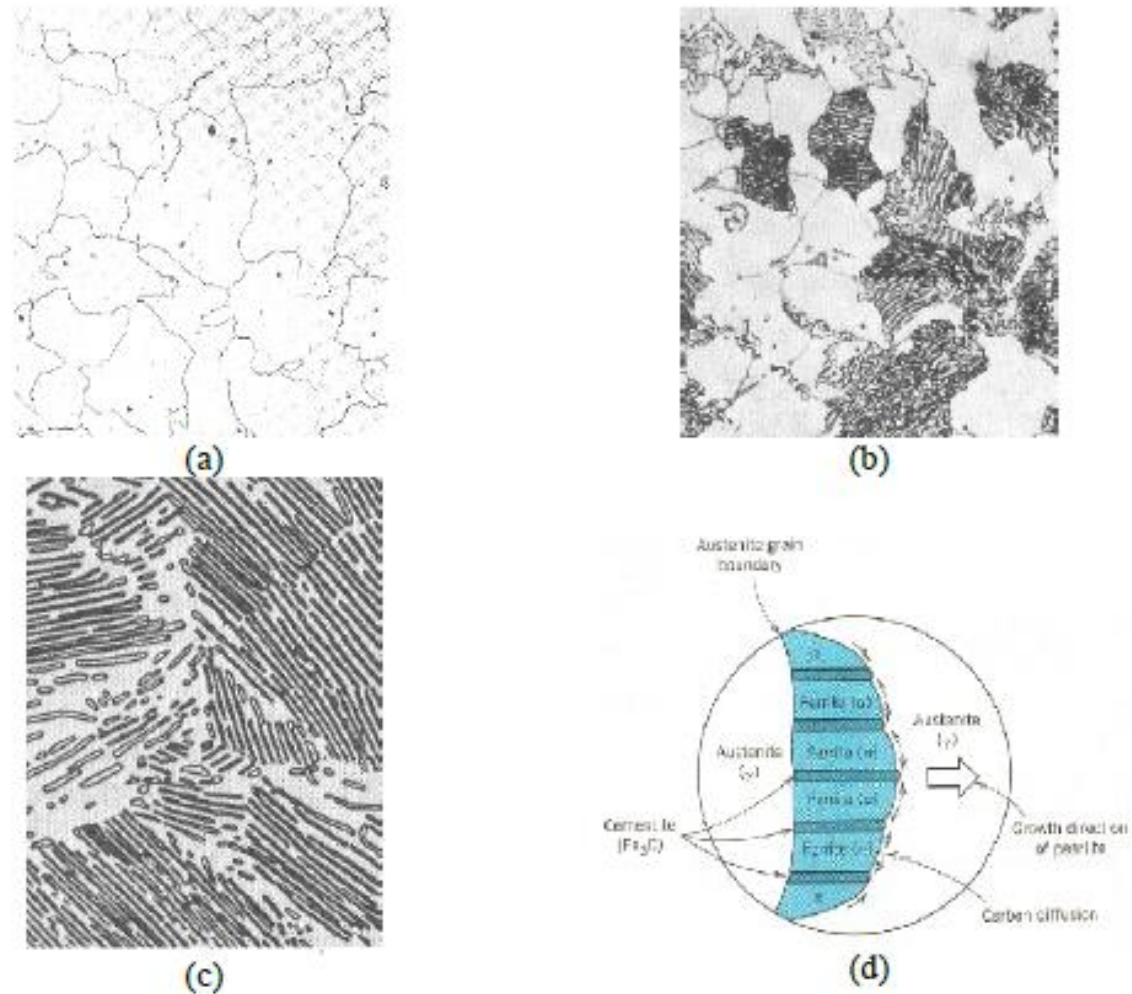 (a)
(b)
Austenite grain
boundary
Ferrite (α)
Austenite
(γ)
Ferrite (α)
Austenite
(γ)
Ferrite (α)
Cementite
(Fe₃C)
Ferrite (α)
Growth direction
of pearlite
Carbon diffusion
(c)
(d)